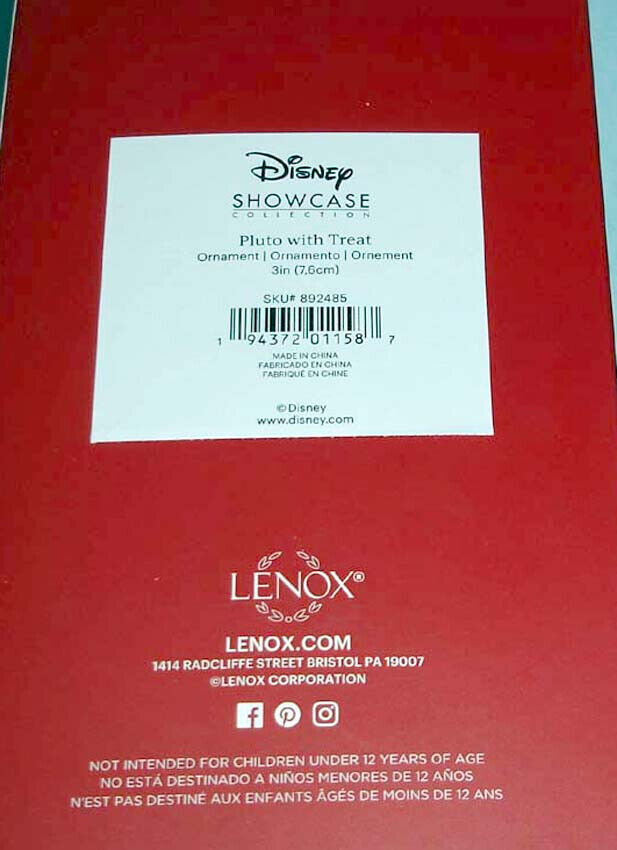 Disney
SHOWCASE
COLLECTION
Pluto with Treat
Ornament | Ornamento | Ornement
3in (7,6cm)
SKU# 892485
1 94372 01158 7
MADE IN CHINA
FABRICADO EN CHINA
FABRIQUÉ EN CHINE
©Disney
www.disney.com
LENOX®
LENOX.COM
1414 RADCLIFFE STREET BRISTOL PA 19007
©LENOX CORPORATION
NOT INTENDED FOR CHILDREN UNDER 12 YEARS OF AGE
NO ESTÁ DESTINADO A NIÑOS MENORES DE 12 AÑOS
N'EST PAS DESTINÉ AUX ENFANTS ÂGÉS DE MOINS DE 12 ANS